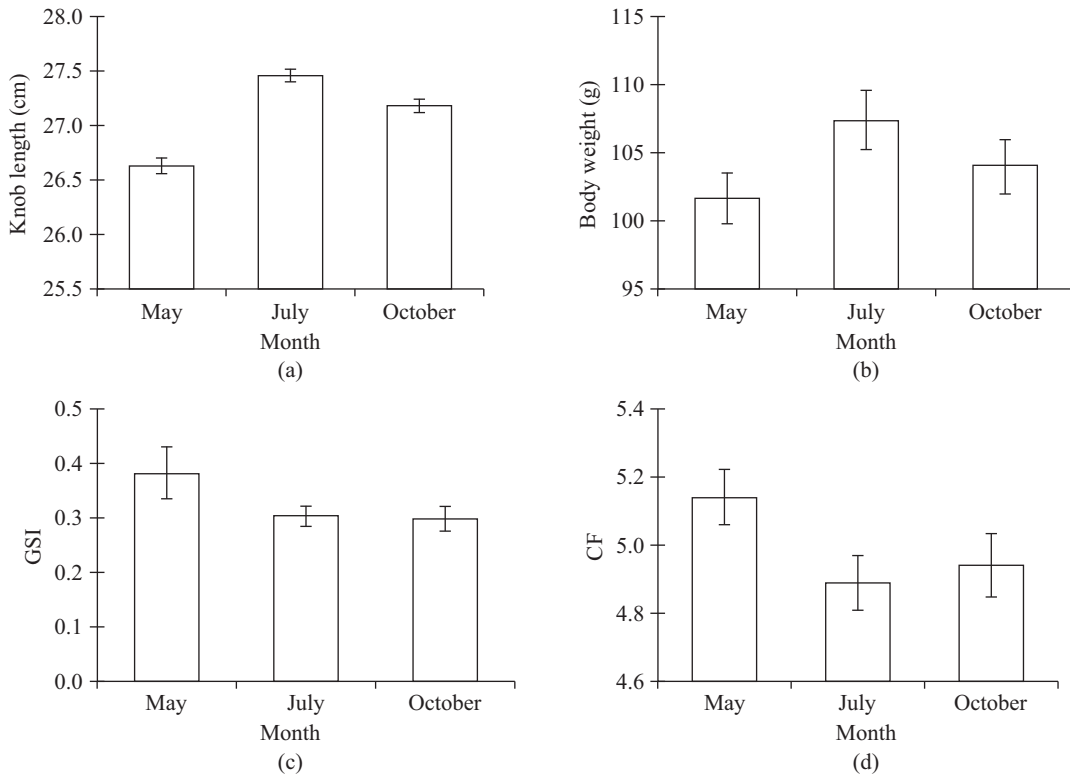 28.0
27.5
27.0
26.5
26.0
25.5
Knob length (cm)
May July October
Month
(a)
115
110
105
100
95
Body weight (g)
May July October
Month
(b)
0.5
0.4
0.3
0.2
0.1
0.0
GSI
May July October
Month
(c)
5.4
5.2
5.0
4.8
4.6
CF
May July October
Month
(d)